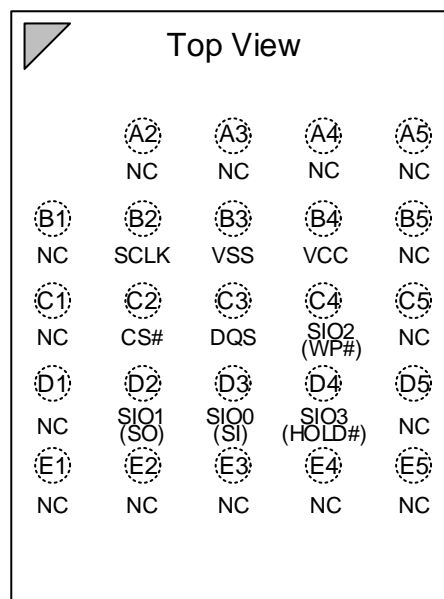 Top View
A2 A3 A4 A5
NC NC NC NC
B1 B2 B3 B4 B5
NC SCLK VSS VCC NC
C1 C2 C3 C4 C5
NC CS# DQS SIO2 (WP#) NC
D1 D2 D3 D4 D5
NC SIO1 (SO) SIO0 (SI) SIO3 (HOLD#) NC
E1 E2 E3 E4 E5
NC NC NC NC NC